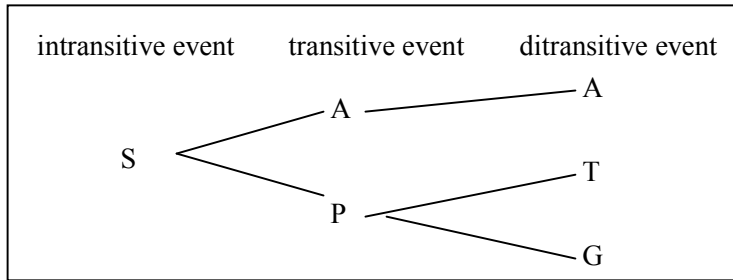 intransitive event transitive event ditransitive event
A
A
S
T
P
G